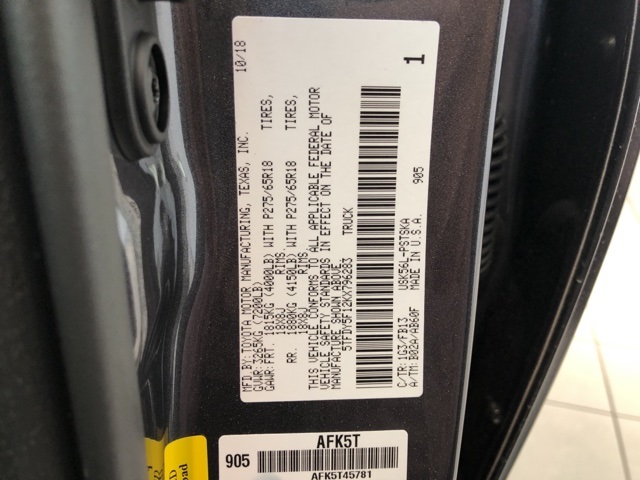 MFD.BY:TOYOTA MOTOR MANUFACTURING, TEXAS, INC. 10/18
GVWR:3265KG(7200LB)
GAWR:FRT. 1815KG (4000LB) WITH P275/65R18 TIRES,
18X8J RIMS,
RR. 1880KG (4150LB) WITH P275/65R18 TIRES,
18X8J RIMS
THIS VEHICLE CONFORMS TO ALL APPLICABLE FEDERAL MOTOR
VEHICLE SAFETY STANDARDS IN EFFECT ON THE DATE OF
MANUFACTURE SHOWN ABOVE.
5TFDY5F12KX796283 TRUCK
C/TR:1G3/FB13 USK56L-PSTSKA 905
A/TM:B02A/AB60F MADE IN U.S.A. 1
AFK5T
905
AFK5T45781